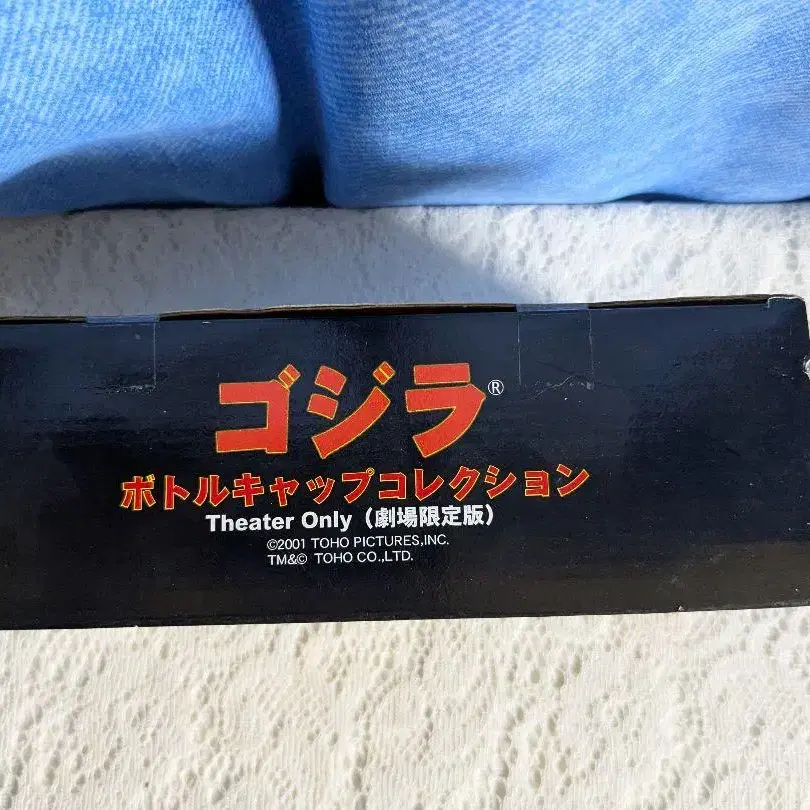 ゴジラ®
ボトルキャップコレクション
Theater Only（劇場限定版）
©2001 TOHO PICTURES,INC.
TM&© TOHO CO.,LTD.